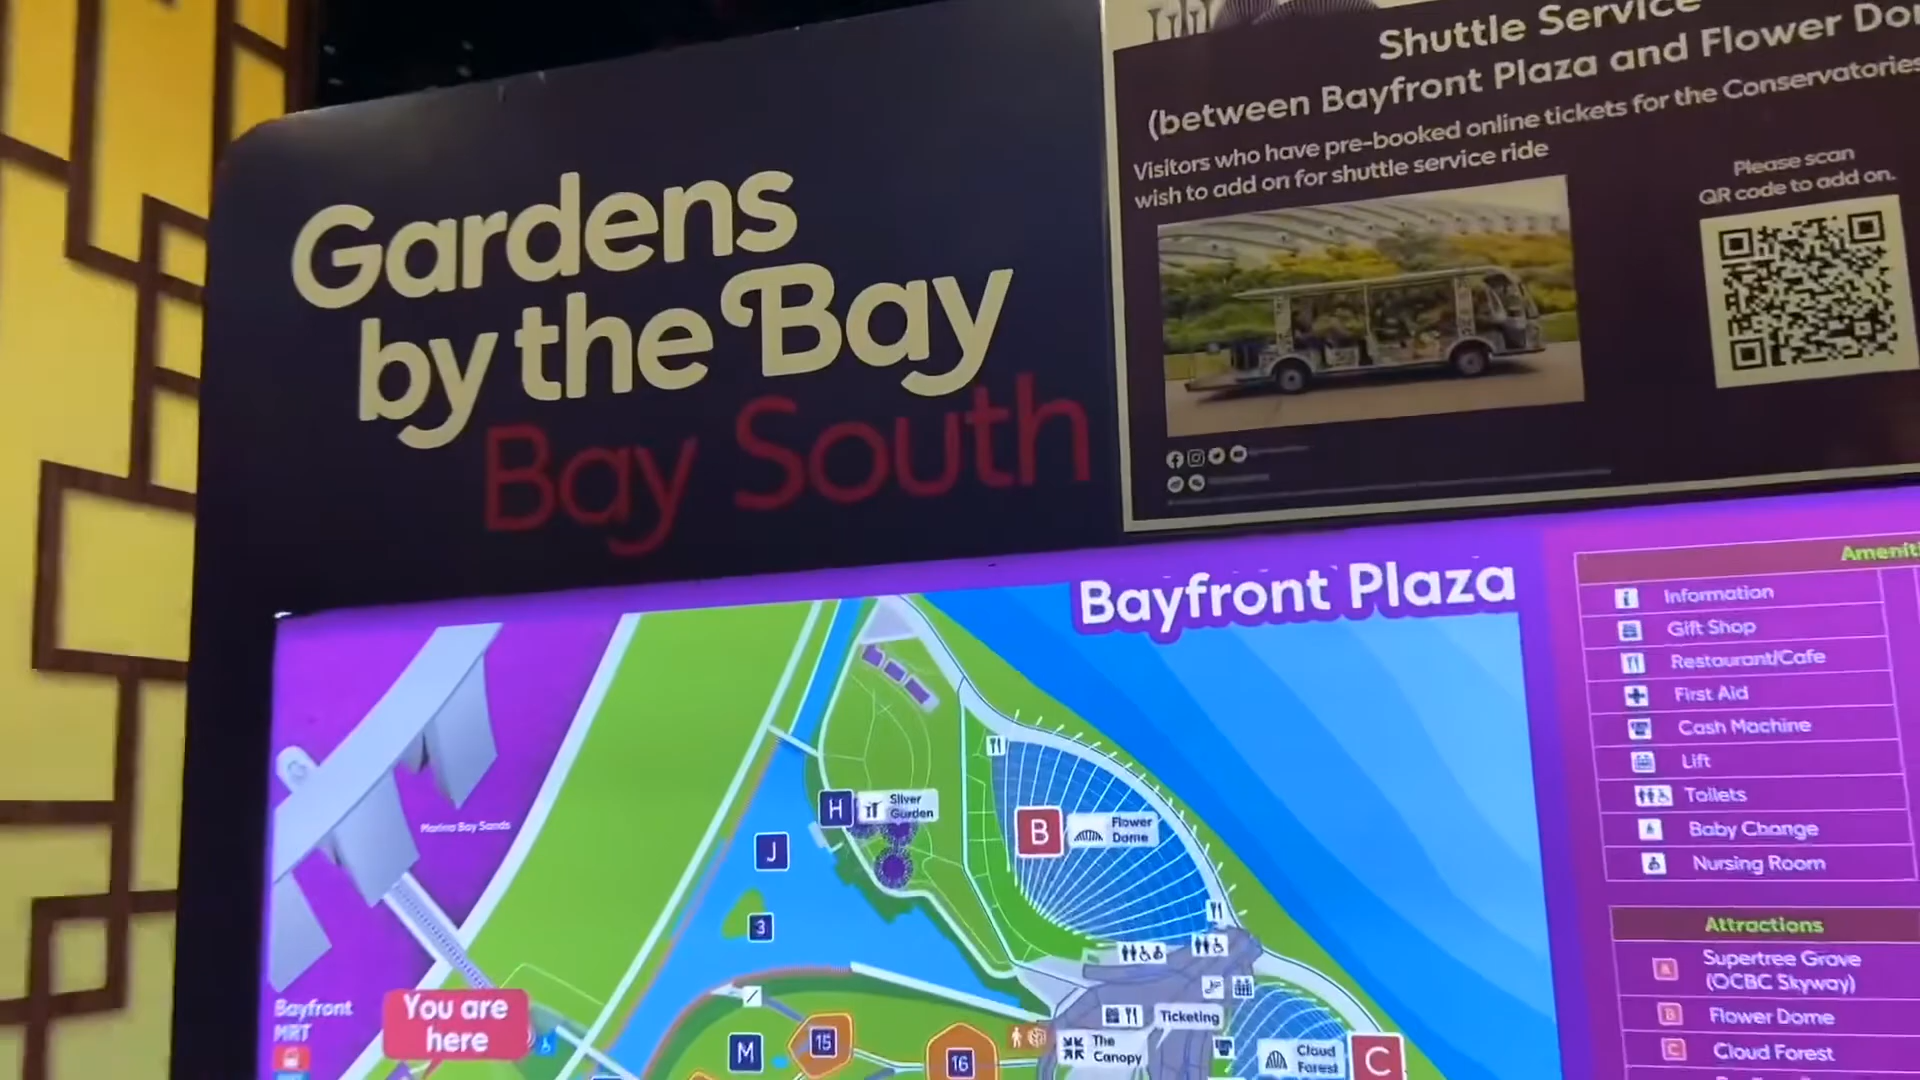 Gardens
by the Bay
Bay South
Shuttle Service
(between Bayfront Plaza and Flower
Visitors who have pre-booked online tickets for the Conservatories
wish to add on for shuttle service ride
Please scan
QR code to add on.
Bayfront Plaza
Marina Bay Sands
H
Silver
Garden
J
3
B
Flower
Dome
Bayfront
MRT
You are
here
M
15
16
Ticketing
The
Canopy
Cloud
Forest
C
Information
Gift Shop
Restaurant/Cafe
First Aid
Cash Machine
Lift
Toilets
Baby Change
Nursing Room
Attractions
A
Supertree Grove
(OCBC Skyway)
B
Flower Dome
C
Cloud Forest